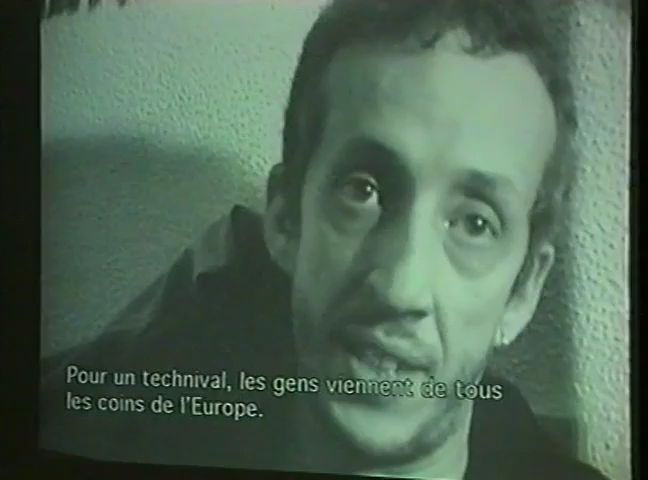 Pour un technival, les gens viennent de tous
les coins de l'Europe.